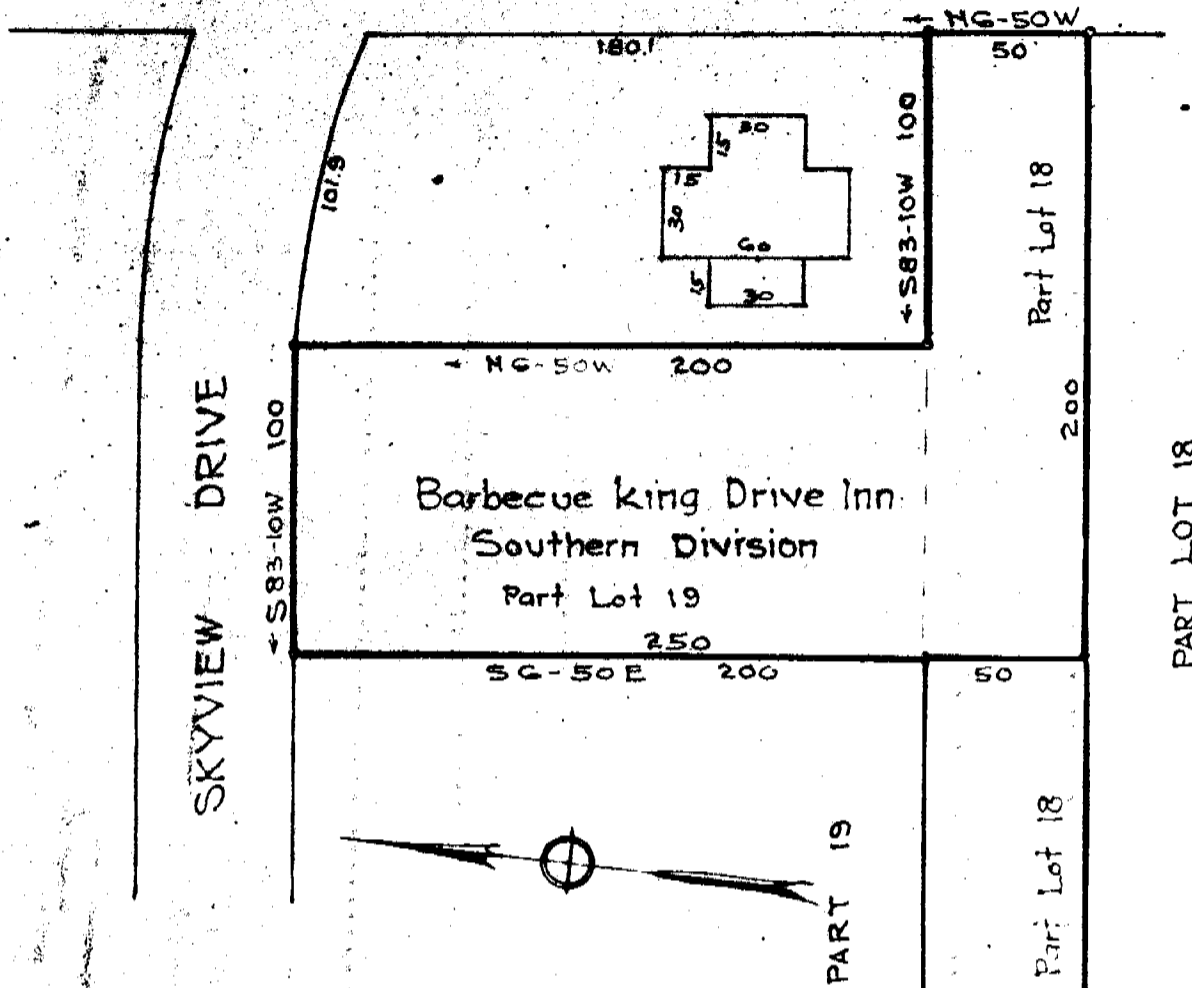 ← N6-50W
180.1
50
101.9
30
15
15
30
60
15
30
← S83-10W 100
Part Lot 18
← N6-50W 200
SKYVIEW DRIVE
← S83-10W 100
200
PART LOT 18
Barbecue King Drive Inn
Southern Division
Part Lot 19
250
S6-50E 200
50
PART 19
Part Lot 18